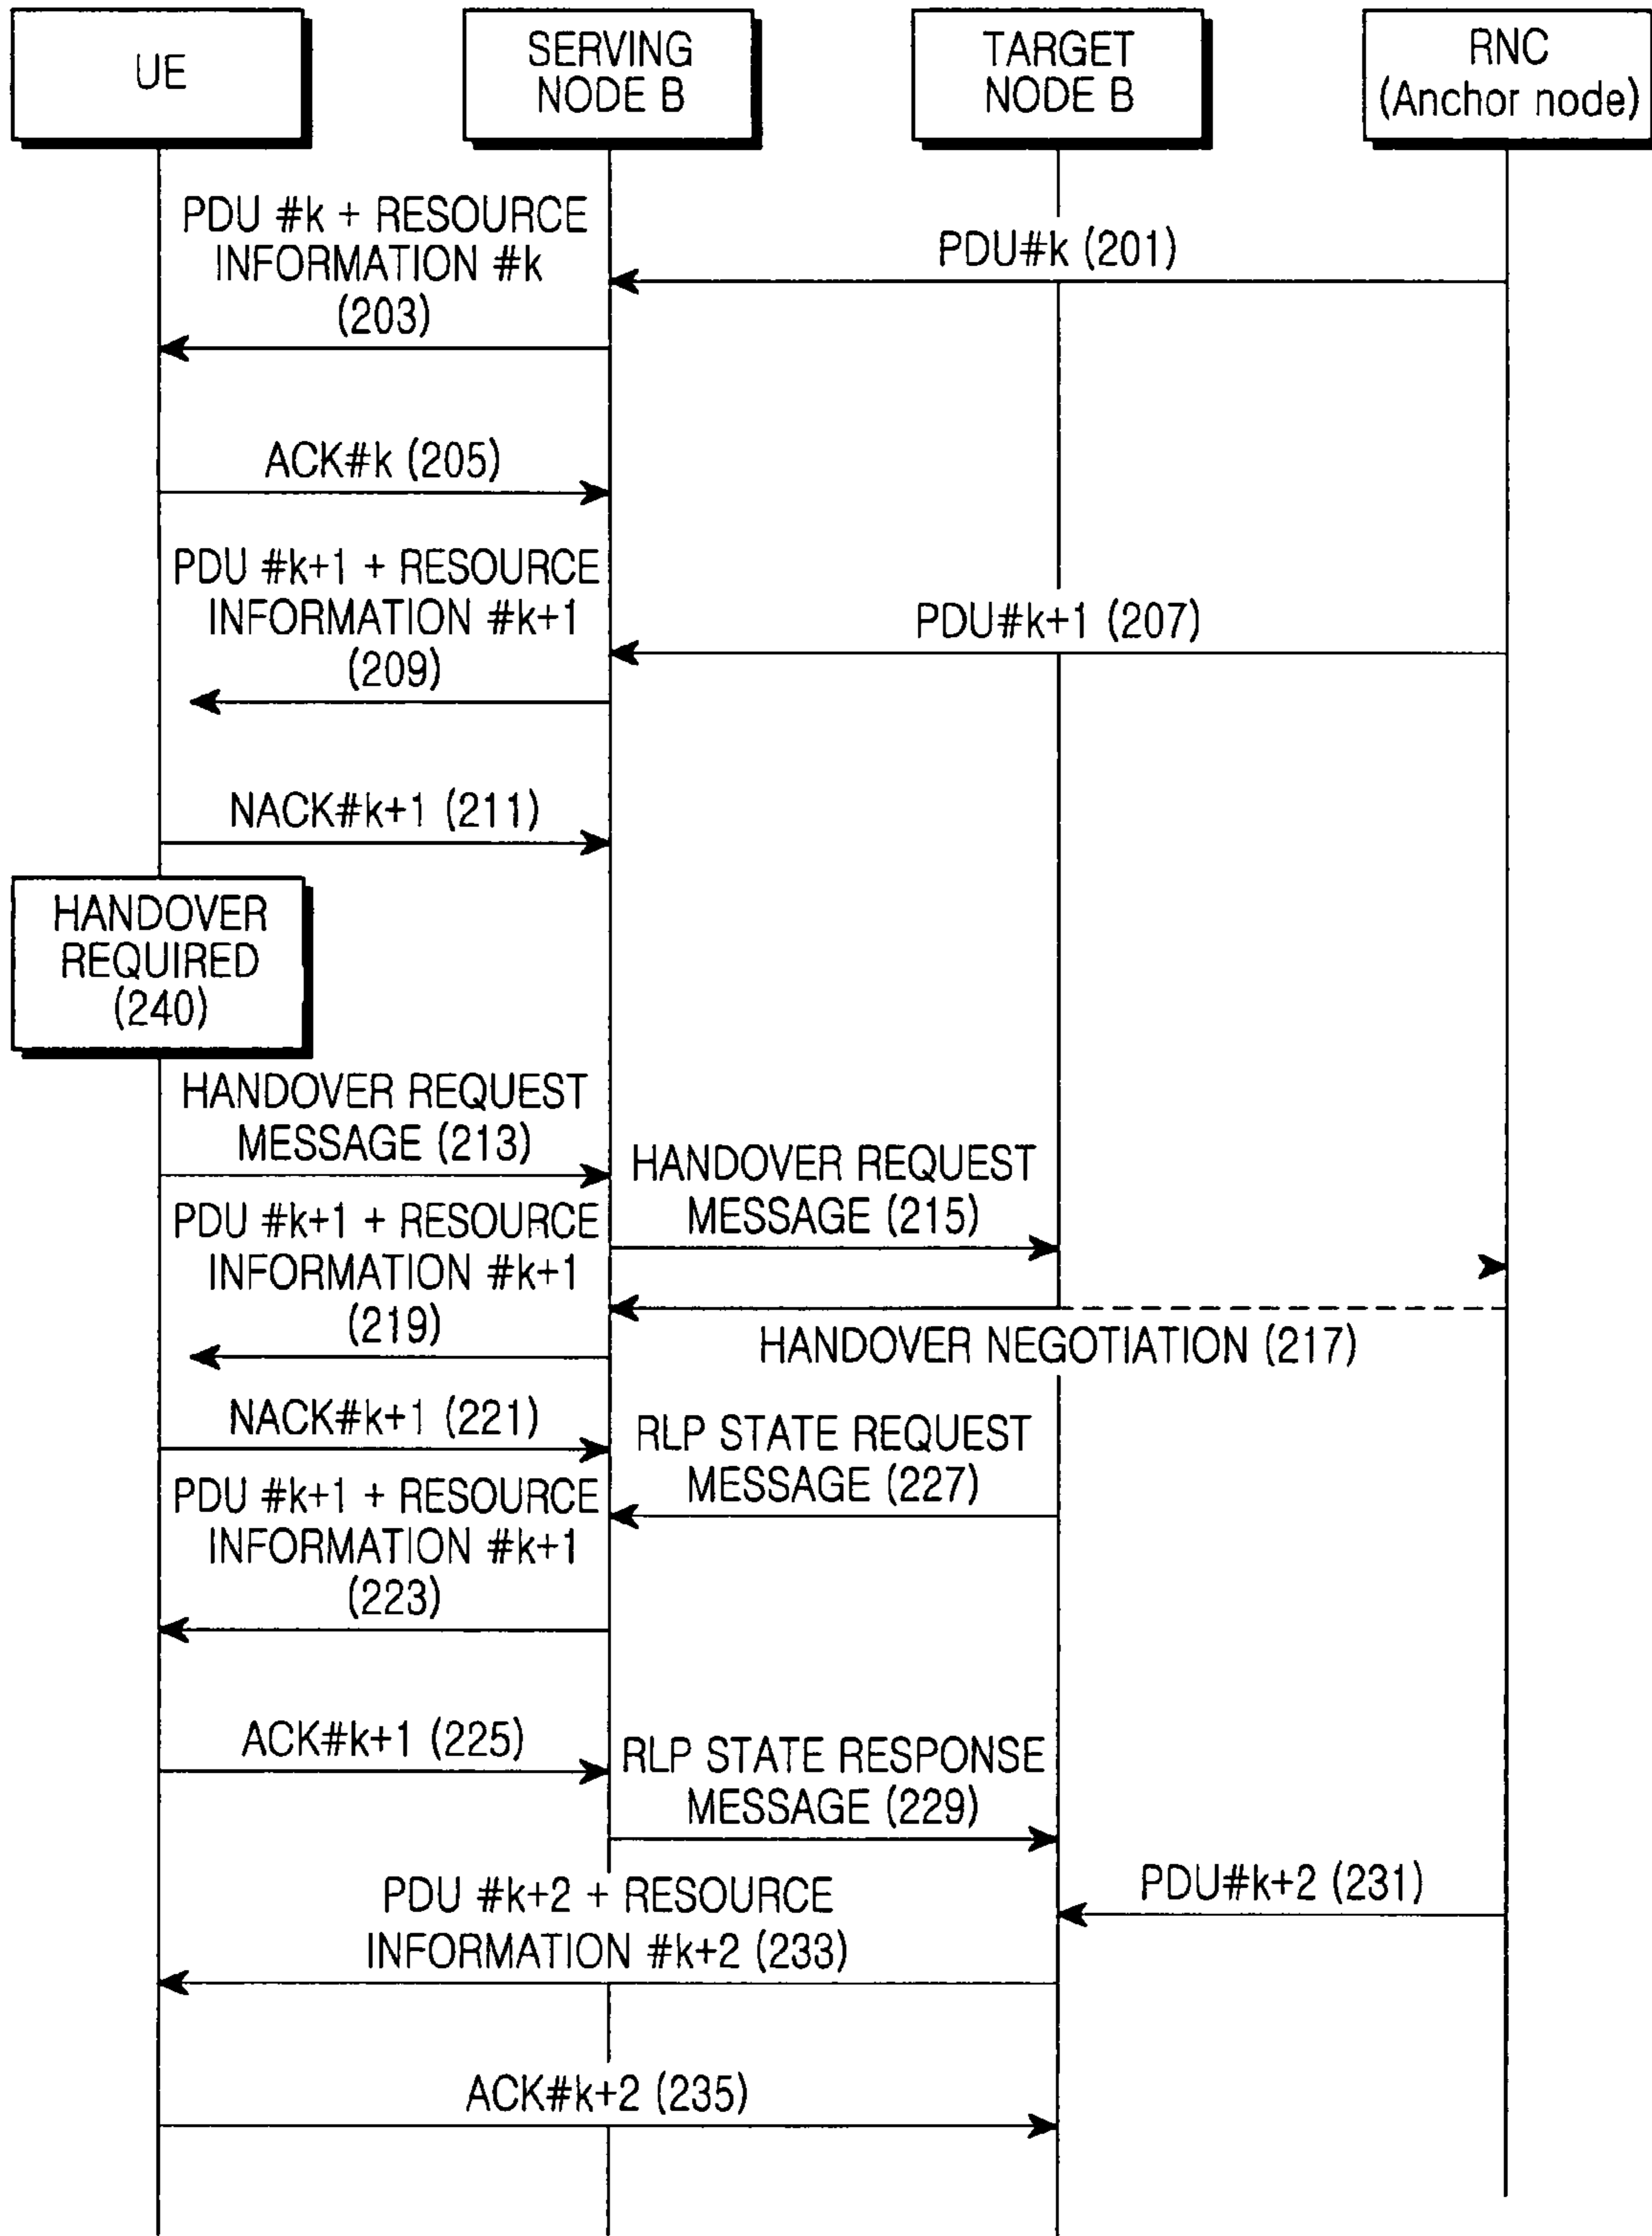 UE
SERVING
NODE B
TARGET
NODE B
RNC
(Anchor node)
PDU #k + RESOURCE
INFORMATION #k
(203)
PDU#k (201)
ACK#k (205)
PDU #k+1 + RESOURCE
INFORMATION #k+1
(209)
PDU#k+1 (207)
NACK#k+1 (211)
HANDOVER
REQUIRED
(240)
HANDOVER REQUEST
MESSAGE (213)
HANDOVER REQUEST
MESSAGE (215)
PDU #k+1 + RESOURCE
INFORMATION #k+1
(219)
HANDOVER NEGOTIATION (217)
NACK#k+1 (221)
RLP STATE REQUEST
MESSAGE (227)
PDU #k+1 + RESOURCE
INFORMATION #k+1
(223)
ACK#k+1 (225)
RLP STATE RESPONSE
MESSAGE (229)
PDU#k+2 (231)
PDU #k+2 + RESOURCE
INFORMATION #k+2 (233)
ACK#k+2 (235)